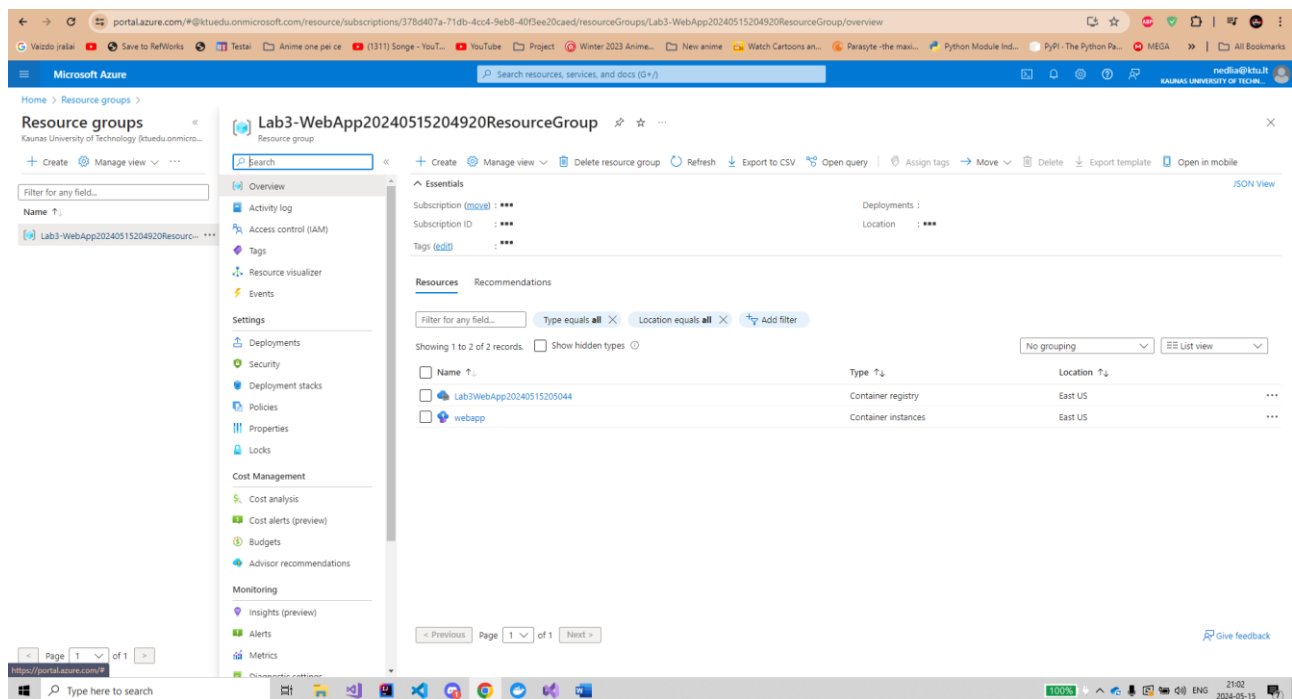 portal.azure.com/#@ktuedu.onmicrosoft.com/resource/subscriptions/378d407a-71db-4cc4-9eb8-40f3ee20caed/resourceGroups/Lab3-WebApp20240515204920ResourceGroup/overview
Vaizdo įrašai Save to RefWorks Testai Anime one pei ce (1311) Songe - YouT... YouTube Project Winter 2023 Anime... New anime Watch Cartoons an... Parasyte -the maxi... Python Module Ind... PyPI · The Python Pa... MEGA » All Bookmarks
Microsoft Azure Search resources, services, and docs (G+/) nedlia@ktu.lt
KAUNAS UNIVERSITY OF TECHN...
Home > Resource groups >
Resource groups «
Kaunas University of Technology (ktuedu.onmicro...
+ Create Manage view ...
Filter for any field...
Name ↑
Lab3-WebApp20240515204920Resourc... ...
< Page 1 of 1 >
https://portal.azure.com/#
Lab3-WebApp20240515204920ResourceGroup ...
Resource group
Search «
Overview
Activity log
Access control (IAM)
Tags
Resource visualizer
Events
Settings
Deployments
Security
Deployment stacks
Policies
Properties
Locks
Cost Management
Cost analysis
Cost alerts (preview)
Budgets
Advisor recommendations
Monitoring
Insights (preview)
Alerts
Metrics
Diagnostic settings
+ Create Manage view Delete resource group Refresh Export to CSV Open query Assign tags Move Delete Export template Open in mobile
Essentials JSON View
Subscription (move) : *** Deployments :
Subscription ID : *** Location : ***
Tags (edit) : ***
Resources Recommendations
Filter for any field... Type equals all Location equals all Add filter
Showing 1 to 2 of 2 records. Show hidden types No grouping List view
Name ↑ Type ↑↓ Location ↑↓
Lab3WebApp20240515205044 Container registry East US ...
webapp Container instances East US ...
< Previous Page 1 of 1 Next > Give feedback
Type here to search 100% ENG 21:02
2024-05-15